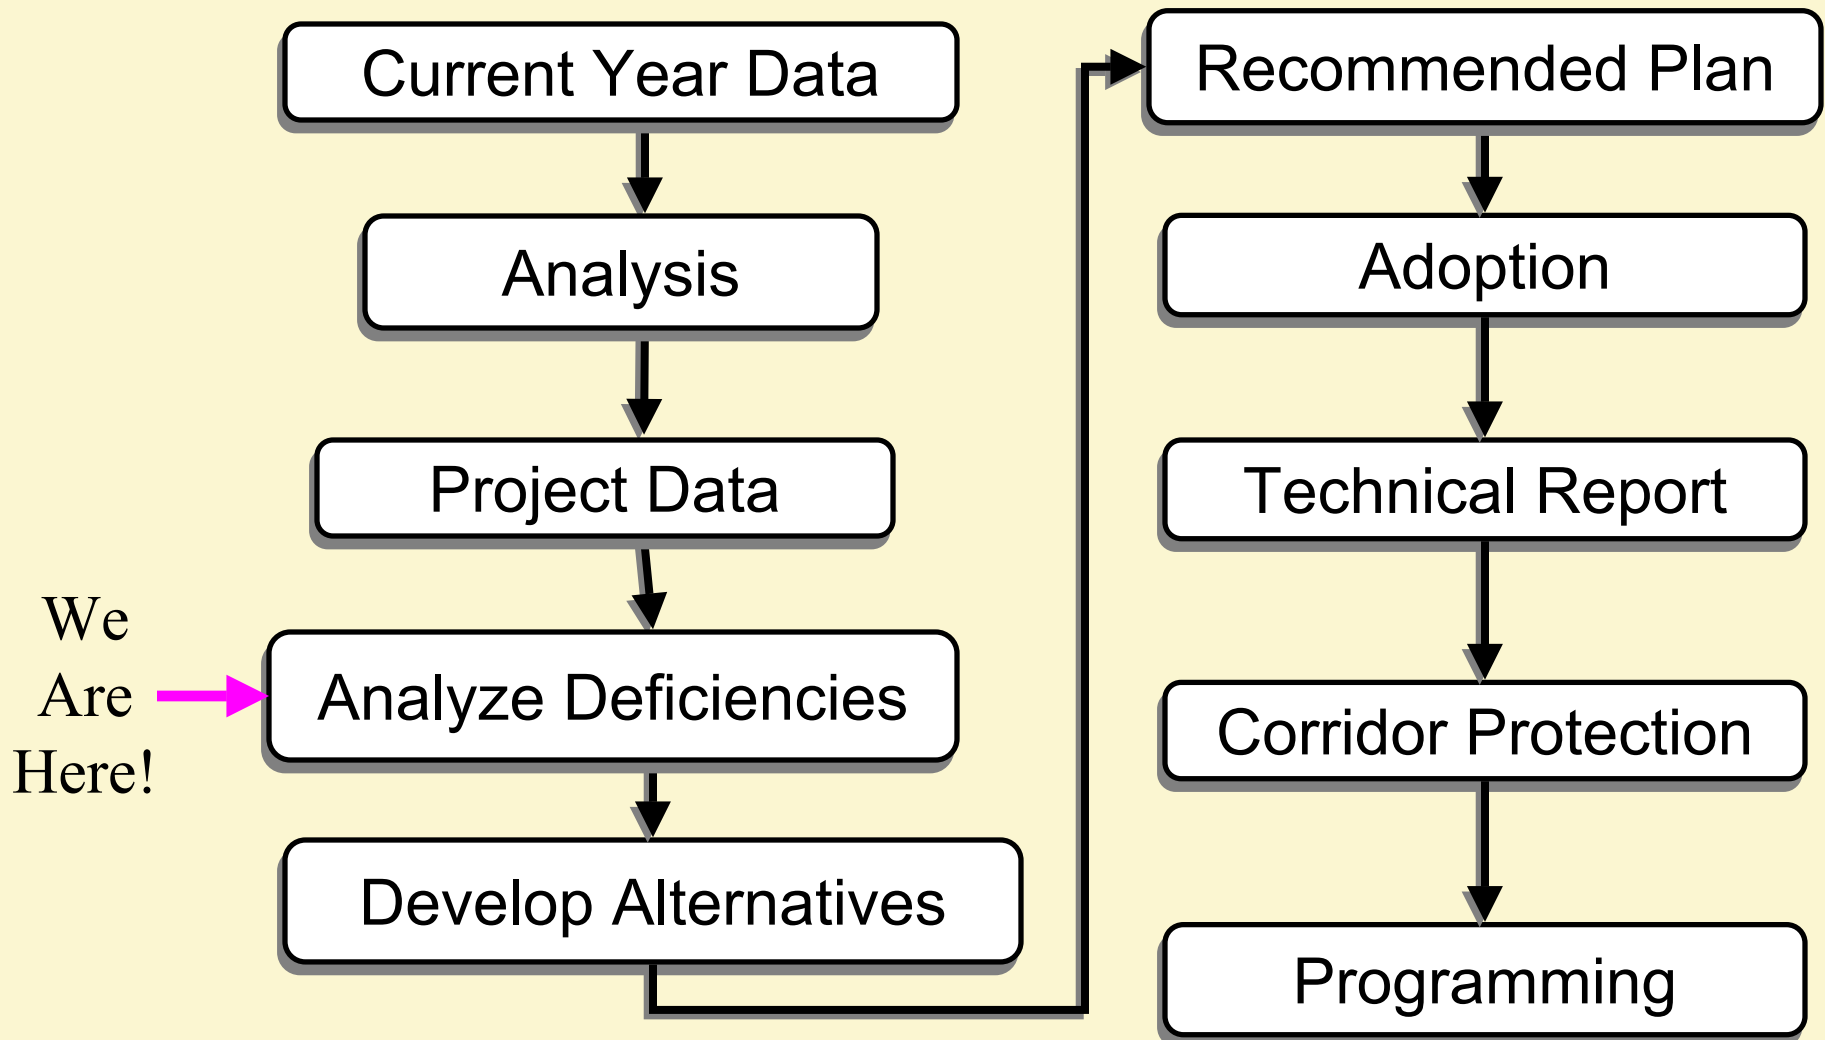 Current Year Data
Analysis
Project Data
We
Are
Here!
Analyze Deficiencies
Develop Alternatives
Recommended Plan
Adoption
Technical Report
Corridor Protection
Programming